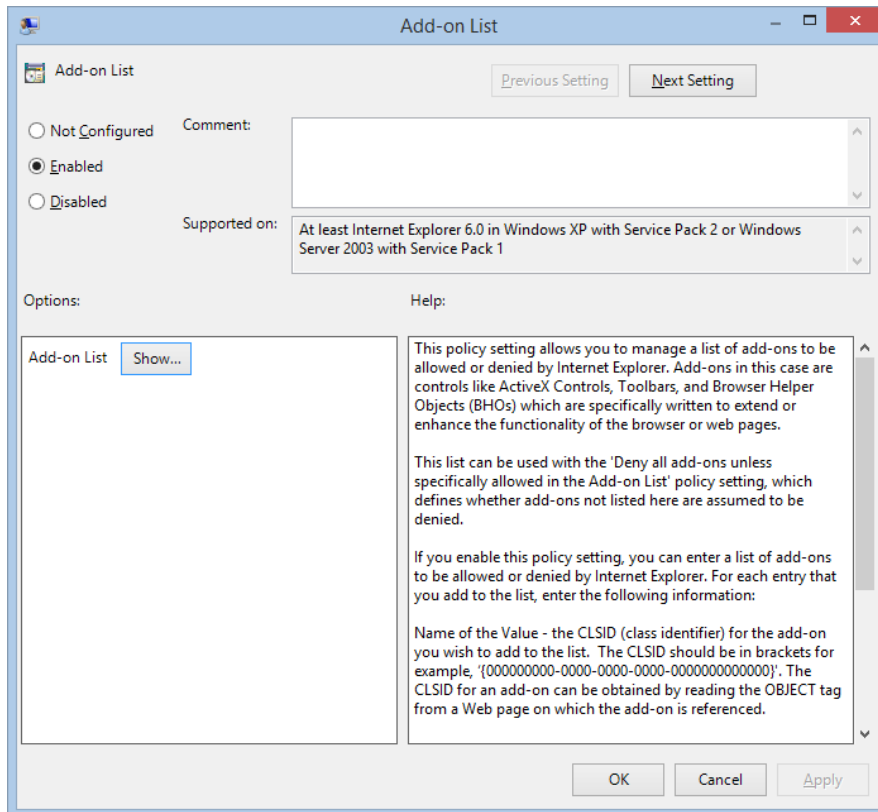 Add-on List
Add-on List
Previous Setting
Next Setting
Not Configured
Comment:
Enabled
Disabled
Supported on:
At least Internet Explorer 6.0 in Windows XP with Service Pack 2 or Windows
Server 2003 with Service Pack 1
Options:
Help:
Add-on List
Show...
This policy setting allows you to manage a list of add-ons to be
allowed or denied by Internet Explorer. Add-ons in this case are
controls like ActiveX Controls, Toolbars, and Browser Helper
Objects (BHOs) which are specifically written to extend or
enhance the functionality of the browser or web pages.
This list can be used with the 'Deny all add-ons unless
specifically allowed in the Add-on List' policy setting, which
defines whether add-ons not listed here are assumed to be
denied.
If you enable this policy setting, you can enter a list of add-ons
to be allowed or denied by Internet Explorer. For each entry that
you add to the list, enter the following information:
Name of the Value - the CLSID (class identifier) for the add-on
you wish to add to the list.  The CLSID should be in brackets for
example, '{000000000-0000-0000-0000-0000000000000}'. The
CLSID for an add-on can be obtained by reading the OBJECT tag
from a Web page on which the add-on is referenced.
OK
Cancel
Apply